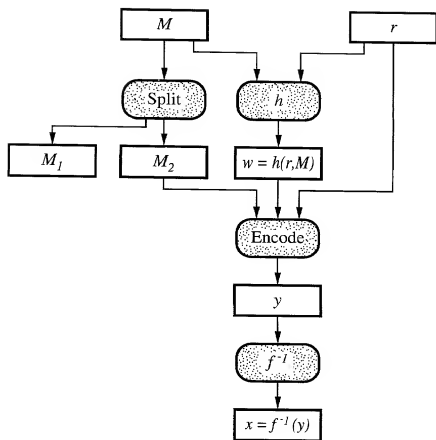 M
r
Split
h
M₁
M₂
w = h(r,M)
Encode
y
f⁻¹
x = f⁻¹(y)